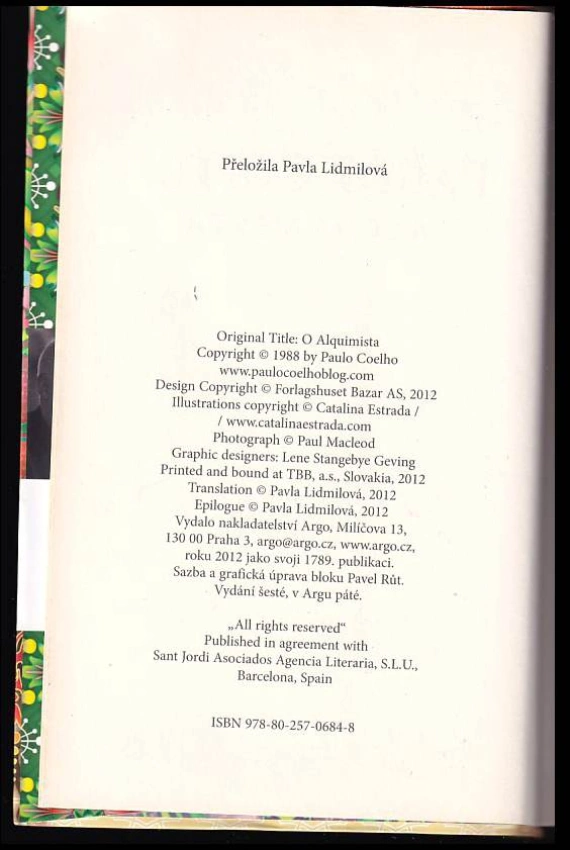 Přeložila Pavla Lidmilová
Original Title: O Alquimista
Copyright © 1988 by Paulo Coelho
www.paulocoelhoblog.com
Design Copyright © Forlagshuset Bazar AS, 2012
Illustrations copyright © Catalina Estrada /
/ www.catalinaestrada.com
Photograph © Paul Macleod
Graphic designers: Lene Stangebye Geving
Printed and bound at TBB, a.s., Slovakia, 2012
Translation © Pavla Lidmilová, 2012
Epilogue © Pavla Lidmilová, 2012
Vydalo nakladatelství Argo, Milíčova 13,
130 00 Praha 3, argo@argo.cz, www.argo.cz,
roku 2012 jako svoji 1789. publikaci.
Sazba a grafická úprava bloku Pavel Růt.
Vydání šesté, v Argu páté.
„All rights reserved“
Published in agreement with
Sant Jordi Asociados Agencia Literaria, S.L.U.,
Barcelona, Spain
ISBN 978-80-257-0684-8